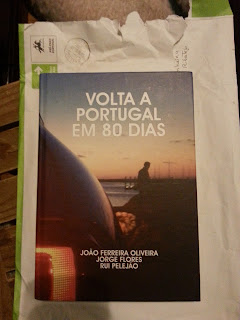 VOLTA A
PORTUGAL
EM 80 DIAS
JOÃO FERREIRA OLIVEIRA
JORGE FLORES
RUI PELEJÃO